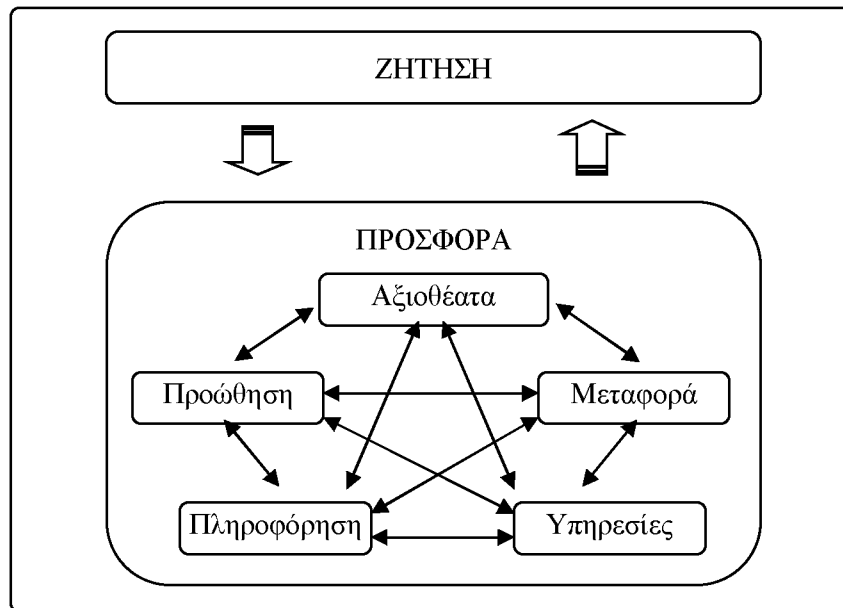 ΖΗΤΗΣΗ
ΠΡΟΣΦΟΡΑ
Αξιοθέατα
Προώθηση
Μεταφορά
Πληροφόρηση
Υπηρεσίες